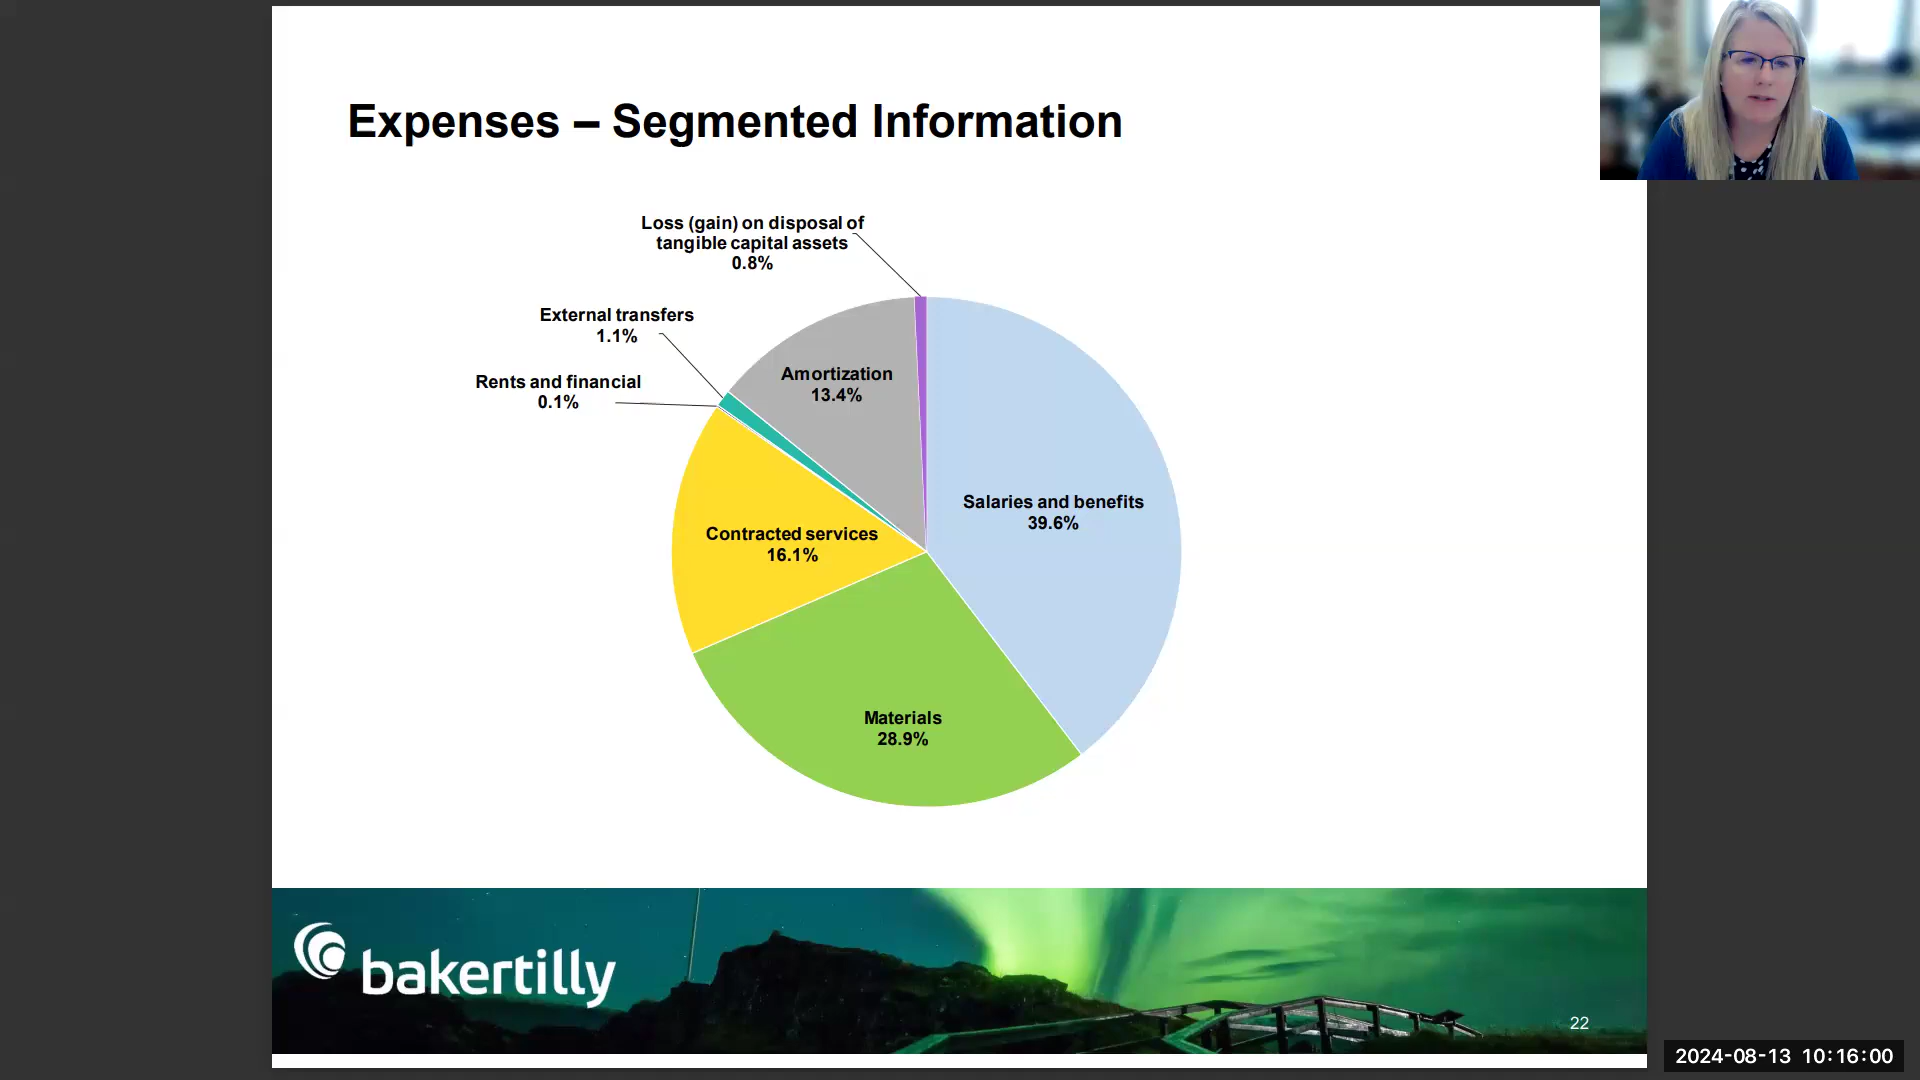 Expenses – Segmented Information
Loss (gain) on disposal of
tangible capital assets
0.8%
External transfers
1.1%
Rents and financial
0.1%
Amortization
13.4%
Salaries and benefits
39.6%
Contracted services
16.1%
Materials
28.9%
bakertilly
22
2024-08-13 10:16:00